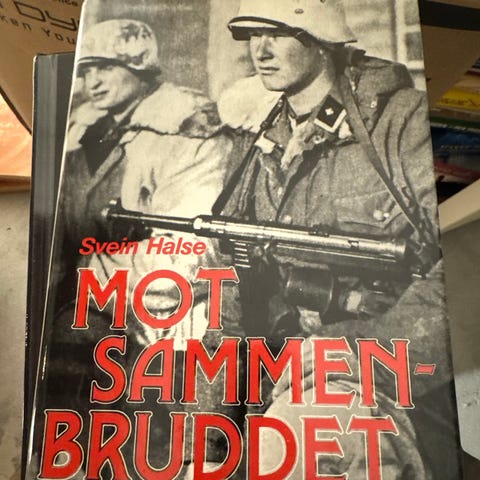 Svein Halse
MOT
SAMMEN-
BRUDDET